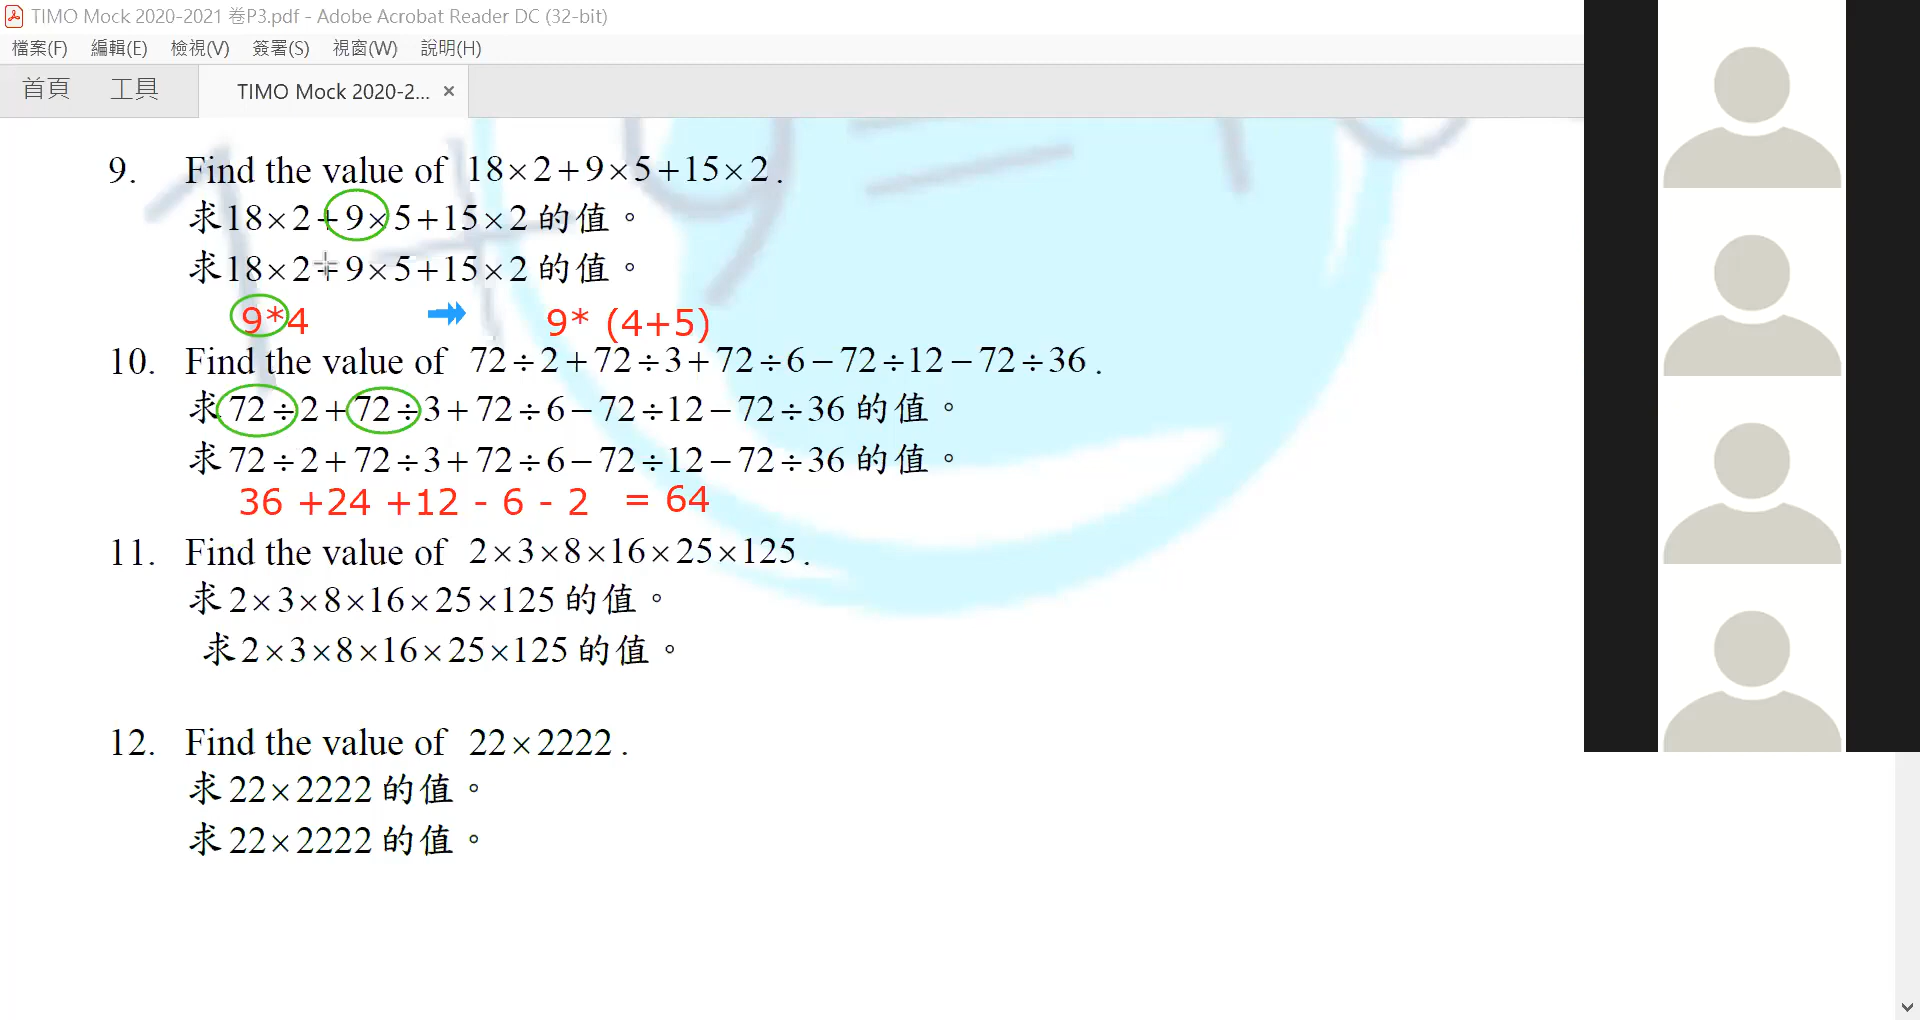 TIMO Mock 2020-2021 卷P3.pdf - Adobe Acrobat Reader DC (32-bit)
檔案(F) 編輯(E) 檢視(V) 簽署(S) 視窗(W) 說明(H)
首頁 工具 TIMO Mock 2020-2... ×
9. Find the value of 18×2+9×5+15×2.
求18×2+9×5+15×2的值。
求18×2+9×5+15×2的值。
9*4 9* (4+5)
10. Find the value of 72÷2+72÷3+72÷6−72÷12−72÷36.
求72÷2+72÷3+72÷6−72÷12−72÷36的值。
求72÷2+72÷3+72÷6−72÷12−72÷36的值。
36 +24 +12 - 6 - 2 = 64
11. Find the value of 2×3×8×16×25×125.
求2×3×8×16×25×125的值。
求2×3×8×16×25×125的值。
12. Find the value of 22×2222.
求22×2222的值。
求22×2222的值。